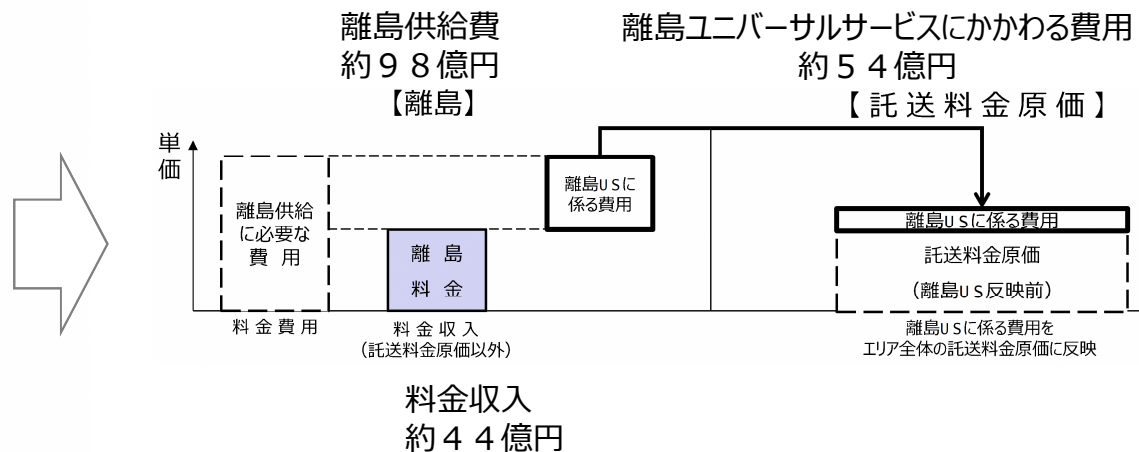 離島供給費
約９８億円
【離島】
離島ユニバーサルサービスにかかわる費用
約５４億円
【託送料金原価】
単価
離島供給
に必要な
費用
料金費用
離島
料金
料金収入
（託送料金原価以外）
離島USに
係る費用
離島USに係る費用
託送料金原価
（離島US反映前）
離島USに係る費用を
エリア全体の託送料金原価に反映
料金収入
約４４億円